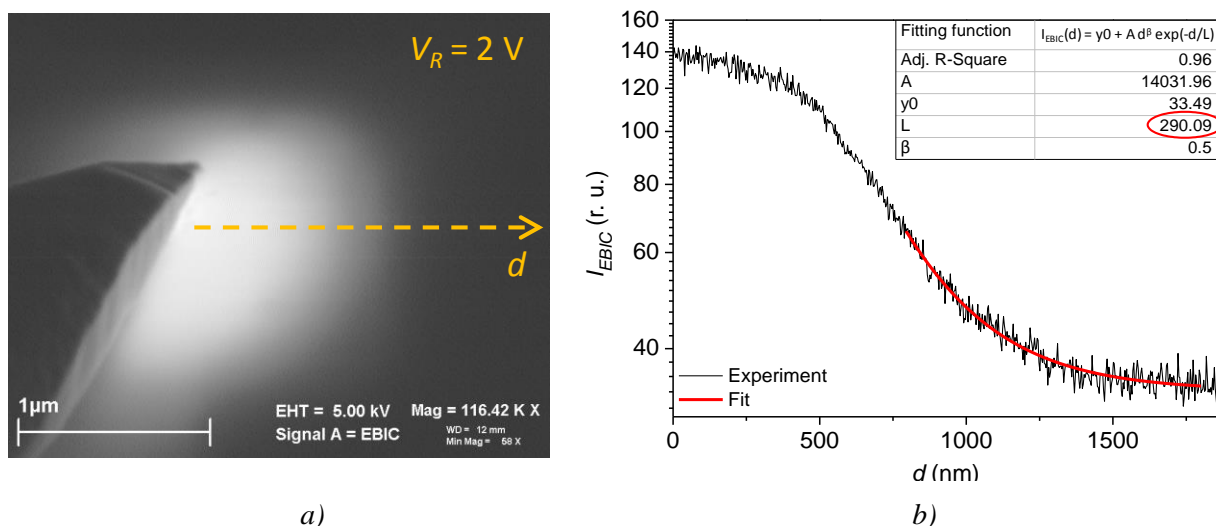 V_R = 2 V
d
1µm
EHT = 5.00 kV
Mag = 116.42 K X
Signal A = EBIC
WD = 12 mm
Min Mag = 58 X
a)
I_EBIC (r. u.)
160
140
120
100
80
60
40
Fitting function I_EBIC(d) = y0 + A d^β exp(-d/L)
Adj. R-Square 0.96
A 14031.96
y0 33.49
L 290.09
β 0.5
Experiment
Fit
0 500 1000 1500
d (nm)
b)